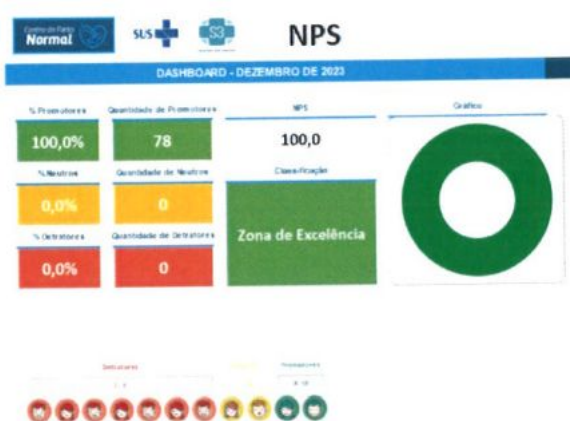 Centro de Parto
Normal
SUS
S3
NPS
DASHBOARD - DEZEMBRO DE 2023
% Promotores
Quantidade de Promotores
NPS
Gráfico
100,0%
78
100,0
% Neutros
Quantidade de Neutros
Classificação
0,0%
0
Zona de Excelência
% Detratores
Quantidade de Detratores
0,0%
0
Detratores
Promotores